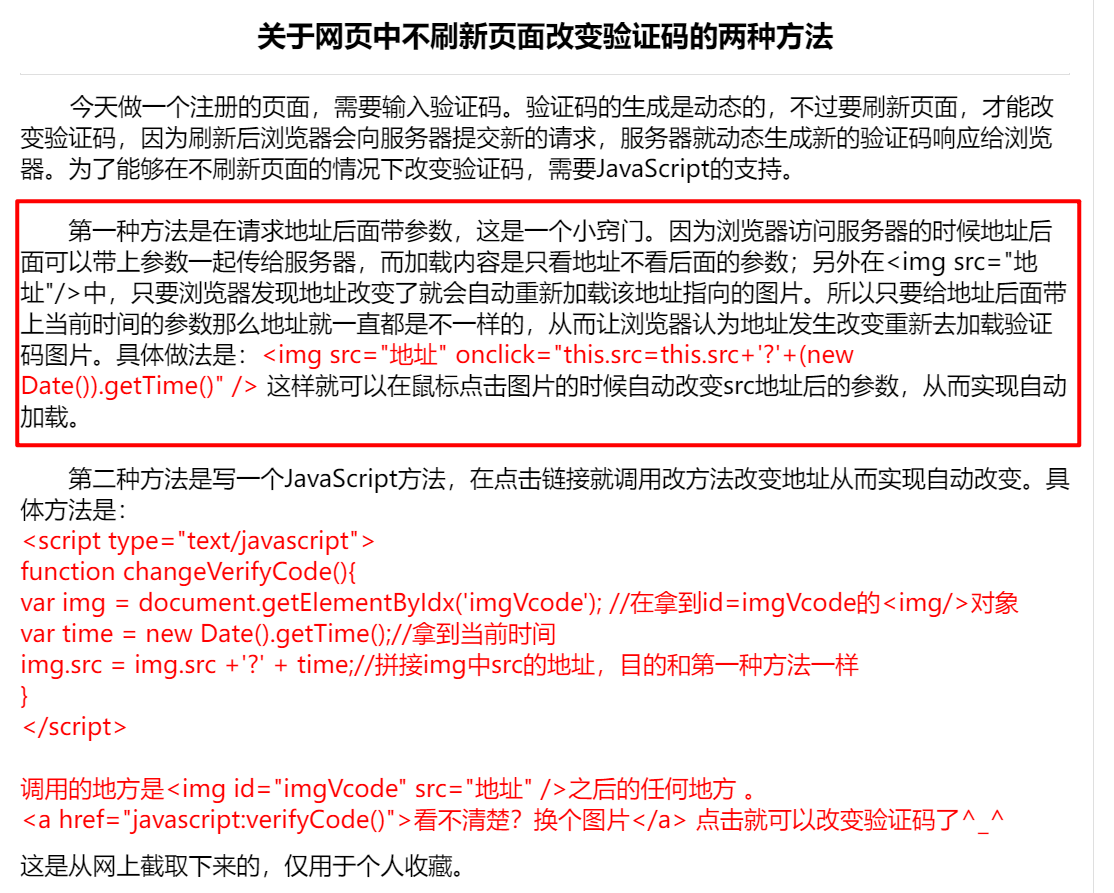 关于网页中不刷新页面改变验证码的两种方法
今天做一个注册的页面，需要输入验证码。验证码的生成是动态的，不过要刷新页面，才能改
变验证码，因为刷新后浏览器会向服务器提交新的请求，服务器就动态生成新的验证码响应给浏览
器。为了能够在不刷新页面的情况下改变验证码，需要JavaScript的支持。
第一种方法是在请求地址后面带参数，这是一个小窍门。因为浏览器访问服务器的时候地址后
面可以带上参数一起传给服务器，而加载内容是只看地址不看后面的参数；另外在<img src="地
址"/>中，只要浏览器发现地址改变了就会自动重新加载该地址指向的图片。所以只要给地址后面带
上当前时间的参数那么地址就一直都是不一样的，从而让浏览器认为地址发生改变重新去加载验证
码图片。具体做法是：<img src="地址" onclick="this.src=this.src+'?'+(new
Date()).getTime()" /> 这样就可以在鼠标点击图片的时候自动改变src地址后的参数，从而实现自动
加载。
第二种方法是写一个JavaScript方法，在点击链接就调用改方法改变地址从而实现自动改变。具
体方法是：
<script type="text/javascript">
function changeVerifyCode(){
var img = document.getElementByIdx('imgVcode'); //在拿到id=imgVcode的<img/>对象
var time = new Date().getTime();//拿到当前时间
img.src = img.src +'?' + time;//拼接img中src的地址，目的和第一种方法一样
}
</script>
调用的地方是<img id="imgVcode" src="地址" />之后的任何地方 。
<a href="javascript:verifyCode()">看不清楚？换个图片</a> 点击就可以改变验证码了^_^
这是从网上截取下来的，仅用于个人收藏。